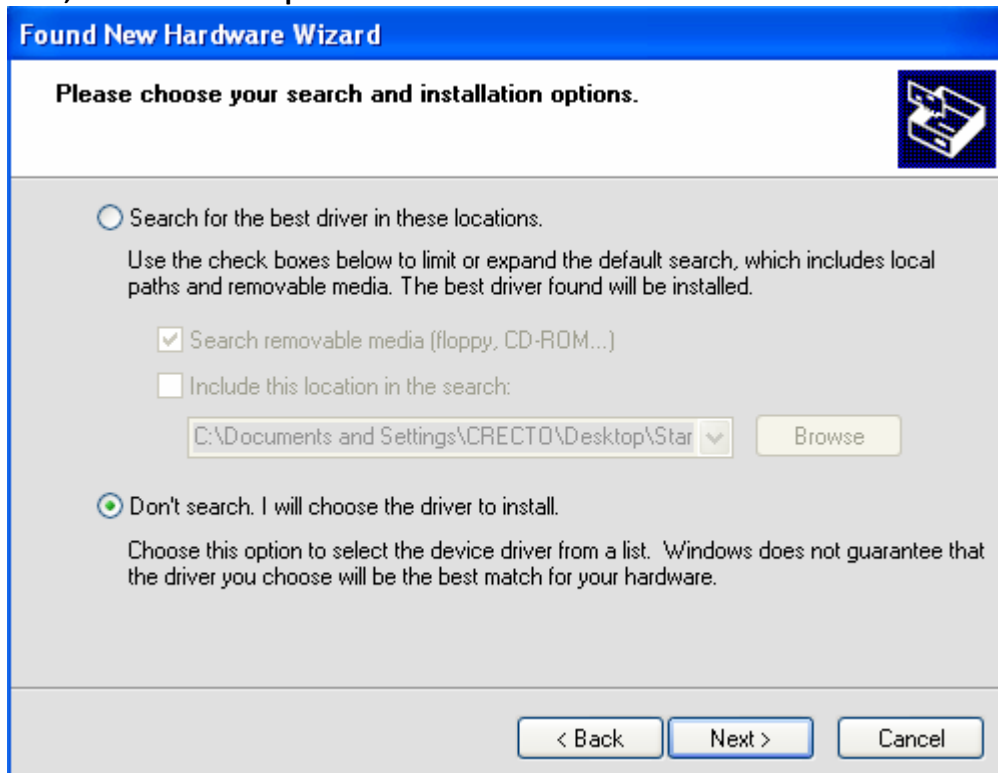 Found New Hardware Wizard
Please choose your search and installation options.
Search for the best driver in these locations.
Use the check boxes below to limit or expand the default search, which includes local
paths and removable media. The best driver found will be installed.
Search removable media (floppy, CD-ROM...)
Include this location in the search:
C:\Documents and Settings\CRECTO\Desktop\Star
Browse
Don't search. I will choose the driver to install.
Choose this option to select the device driver from a list. Windows does not guarantee that
the driver you choose will be the best match for your hardware.
< Back
Next >
Cancel